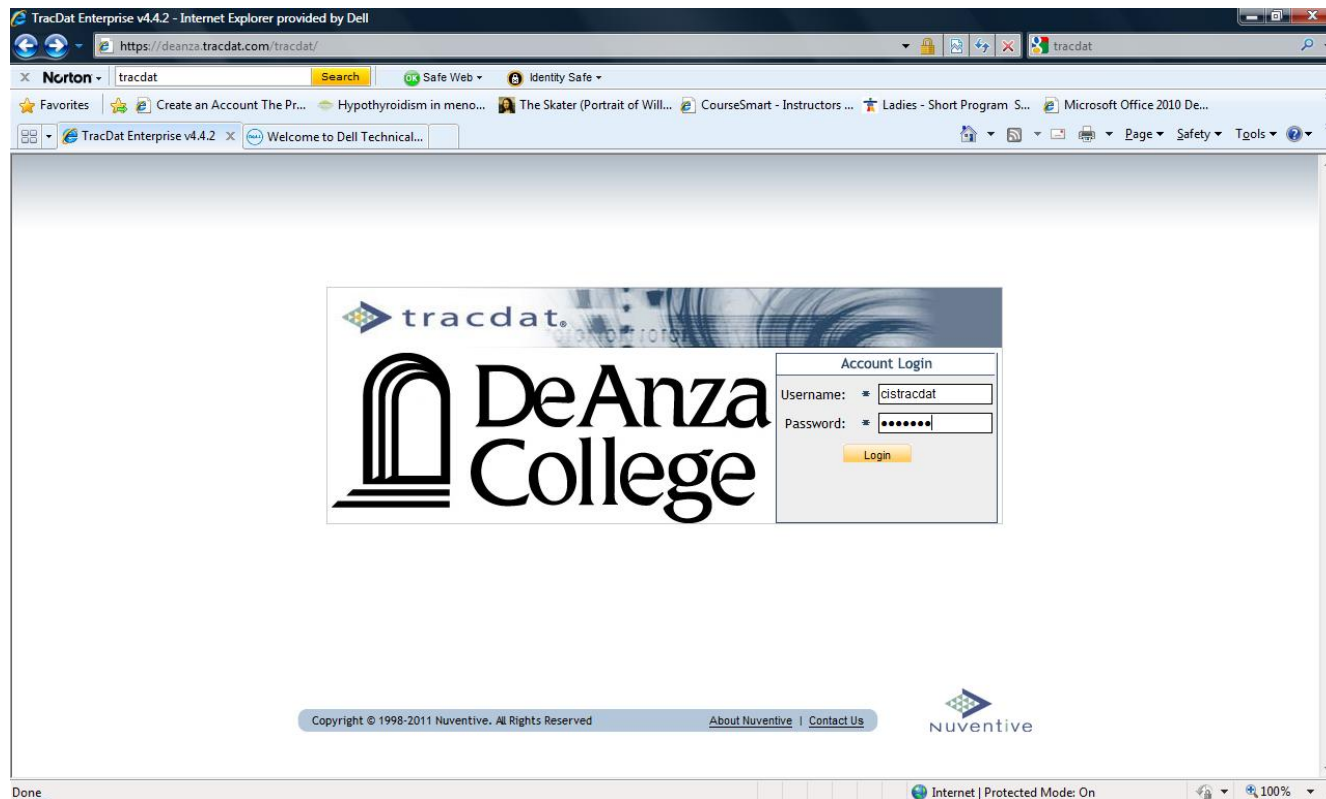 TracDat Enterprise v4.4.2 - Internet Explorer provided by Dell
https://deanza.tracdat.com/tracdat/
tracdat
X Norton tracdat Search OK Safe Web Identity Safe
Favorites Create an Account The Pr... Hypothyroidism in meno... The Skater (Portrait of Will... CourseSmart - Instructors ... Ladies - Short Program S... Microsoft Office 2010 De...
TracDat Enterprise v4.4.2 X Welcome to Dell Technical... Page Safety Tools
tracdat®
De Anza
College
Account Login
Username: * cistracdat
Password: * •••••••
Login
Copyright © 1998-2011 Nuventive. All Rights Reserved About Nuventive | Contact Us
nuventive
Done Internet | Protected Mode: On 100%